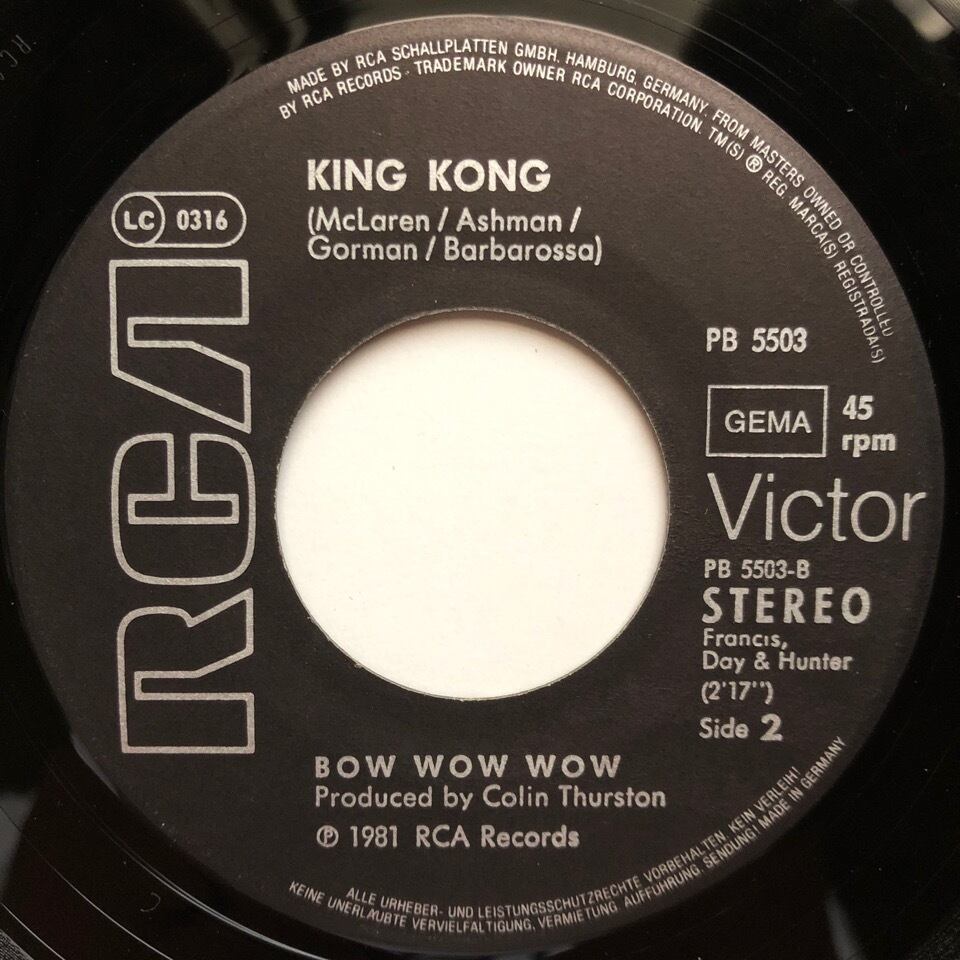 MADE BY RCA SCHALLPLATTEN GMBH, HAMBURG, GERMANY, FROM MASTERS OWNED OR CONTROLLED
BY RCA RECORDS · TRADEMARK OWNER RCA CORPORATION. TM(S) ® REG. MARCA(S) REGISTRADA(S)
KING KONG
(McLaren / Ashman /
Gorman / Barbarossa)
LC 0316
RCA
PB 5503
GEMA
45
rpm
Victor
PB 5503-B
STEREO
Francis,
Day & Hunter
(2'17")
Side 2
BOW WOW WOW
Produced by Colin Thurston
℗ 1981 RCA Records
ALLE URHEBER- UND LEISTUNGSSCHUTZRECHTE VORBEHALTEN. KEIN VERLEIH!
KEINE UNERLAUBTE VERVIELFÄLTIGUNG, VERMIETUNG, AUFFÜHRUNG, SENDUNG! MADE IN GERMANY